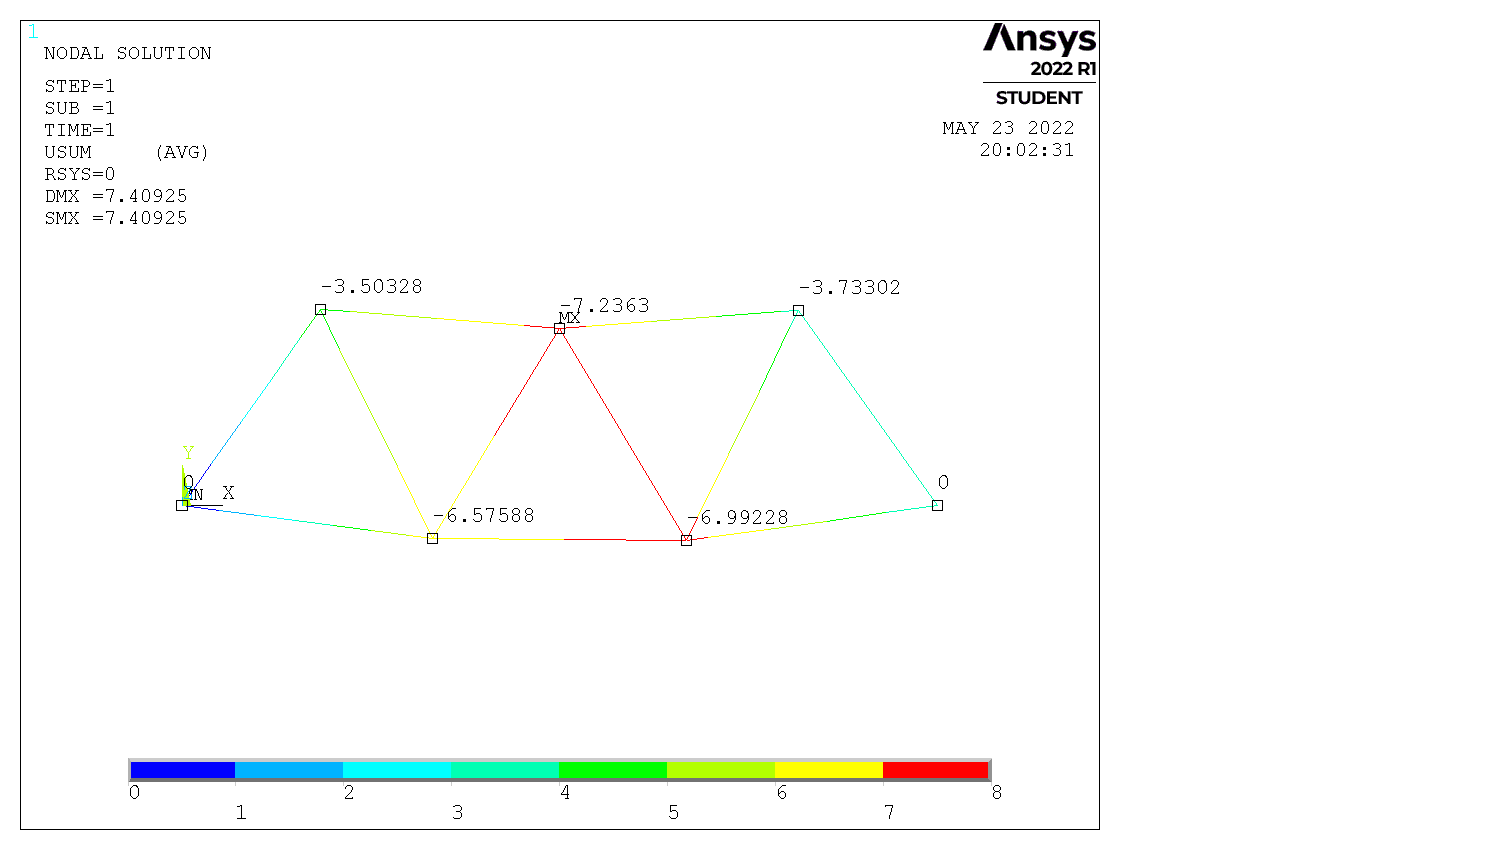 1
NODAL SOLUTION
STEP=1
SUB =1
TIME=1
USUM     (AVG)
RSYS=0
DMX =7.40925
SMX =7.40925
Ansys
2022 R1
STUDENT
MAY 23 2022
20:02:31
-3.50328
-3.73302
-7.2363
MX
Y
0
X
0
-6.57588
-6.99228
0 1 2 3 4 5 6 7 8